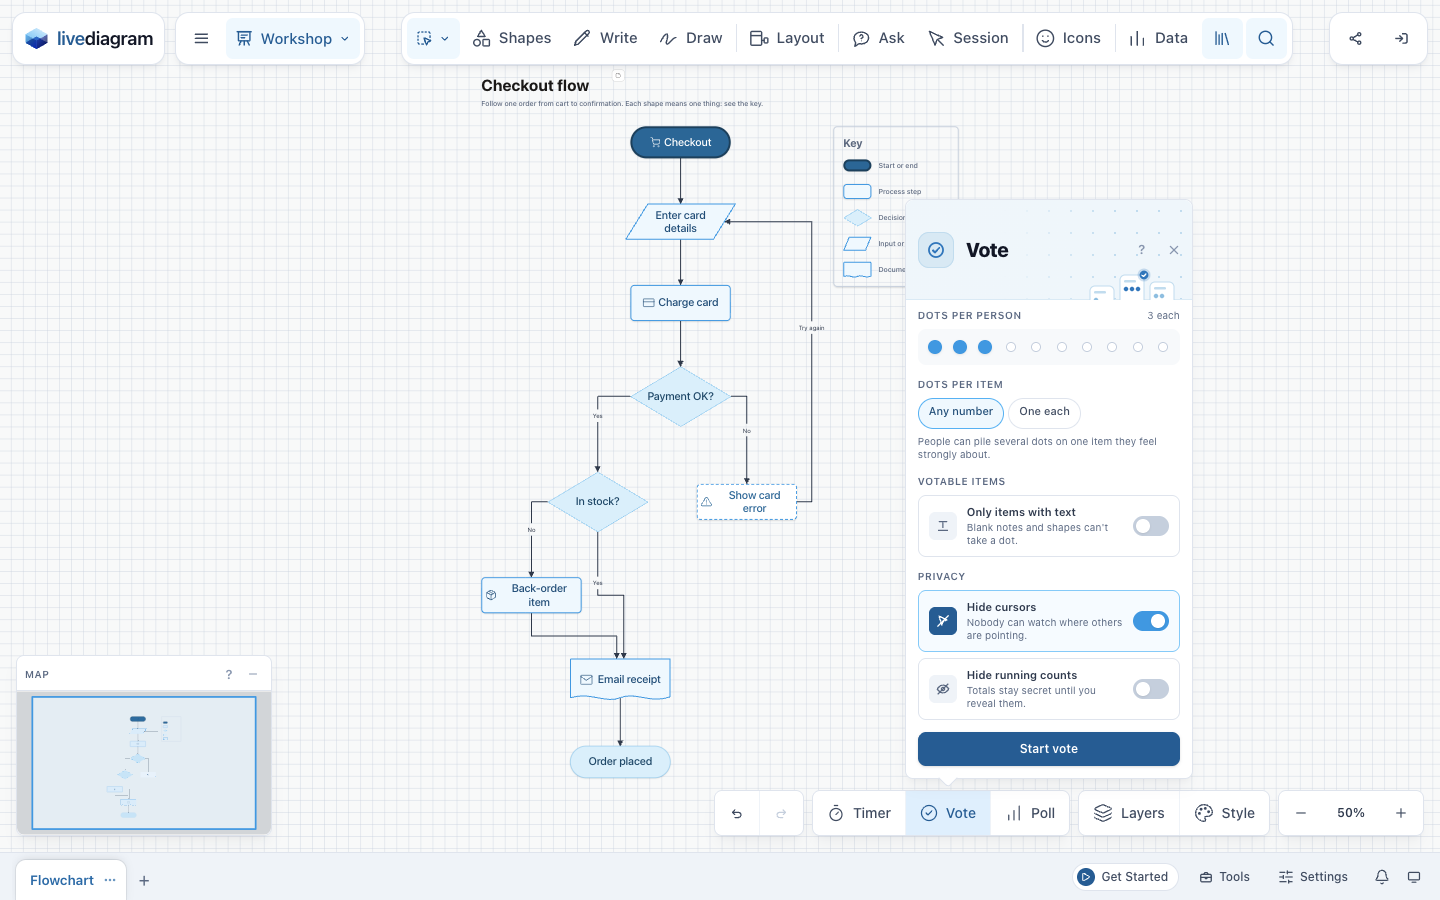 livediagram
Workshop
Shapes
Write
Draw
Layout
Ask
Session
Icons
Data
Checkout flow
Follow one order from cart to confirmation. Each shape means one thing: see the key.
Checkout
Enter card
details
Charge card
Payment OK?
Yes
No
Try again
In stock?
Show card
error
No
Yes
Back-order
item
Email receipt
Order placed
Key
Start or end
Process step
Decision
Input or
Docume
Vote
?
DOTS PER PERSON
3 each
DOTS PER ITEM
Any number
One each
People can pile several dots on one item they feel
strongly about.
VOTABLE ITEMS
Only items with text
Blank notes and shapes can't
take a dot.
PRIVACY
Hide cursors
Nobody can watch where others
are pointing.
Hide running counts
Totals stay secret until you
reveal them.
Start vote
MAP
?
Timer
Vote
Poll
Layers
Style
50%
Flowchart
Get Started
Tools
Settings